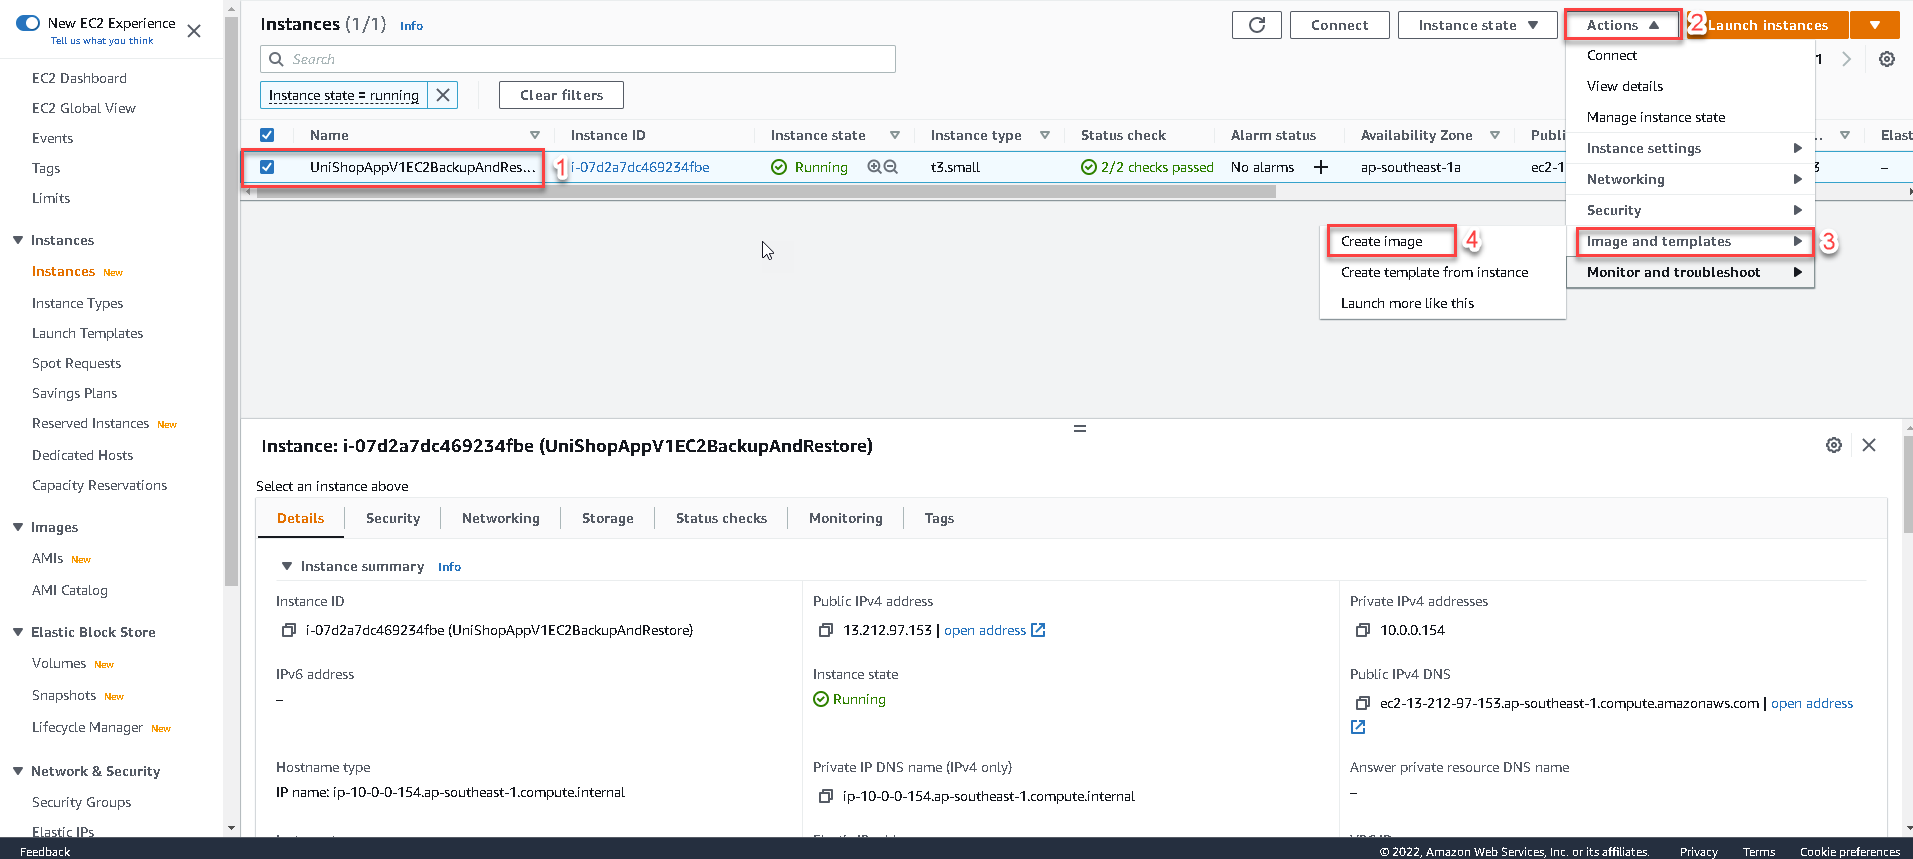 New EC2 Experience
Tell us what you think
EC2 Dashboard
EC2 Global View
Events
Tags
Limits
Instances
Instances New
Instance Types
Launch Templates
Spot Requests
Savings Plans
Reserved Instances New
Dedicated Hosts
Capacity Reservations
Images
AMIs New
AMI Catalog
Elastic Block Store
Volumes New
Snapshots New
Lifecycle Manager New
Network & Security
Security Groups
Elastic IPs
Instances (1/1) Info
Connect
Instance state
Actions
2
Launch instances
Search
1
Instance state = running
Clear filters
Name Instance ID Instance state Instance type Status check Alarm status Availability Zone Publi .. Elast
UniShopAppV1EC2BackupAndRes... 1 i-07d2a7dc469234fbe Running t3.small 2/2 checks passed No alarms + ap-southeast-1a ec2-1 3 –
Connect
View details
Manage instance state
Instance settings
Networking
Security
Image and templates 3
Monitor and troubleshoot
Create image 4
Create template from instance
Launch more like this
Instance: i-07d2a7dc469234fbe (UniShopAppV1EC2BackupAndRestore)
Select an instance above
Details Security Networking Storage Status checks Monitoring Tags
Instance summary Info
Instance ID
i-07d2a7dc469234fbe (UniShopAppV1EC2BackupAndRestore)
Public IPv4 address
13.212.97.153 | open address
Private IPv4 addresses
10.0.0.154
IPv6 address
–
Instance state
Running
Public IPv4 DNS
ec2-13-212-97-153.ap-southeast-1.compute.amazonaws.com | open address
Hostname type
IP name: ip-10-0-0-154.ap-southeast-1.compute.internal
Private IP DNS name (IPv4 only)
ip-10-0-0-154.ap-southeast-1.compute.internal
Answer private resource DNS name
–
Feedback
© 2022, Amazon Web Services, Inc. or its affiliates. Privacy Terms Cookie preferences